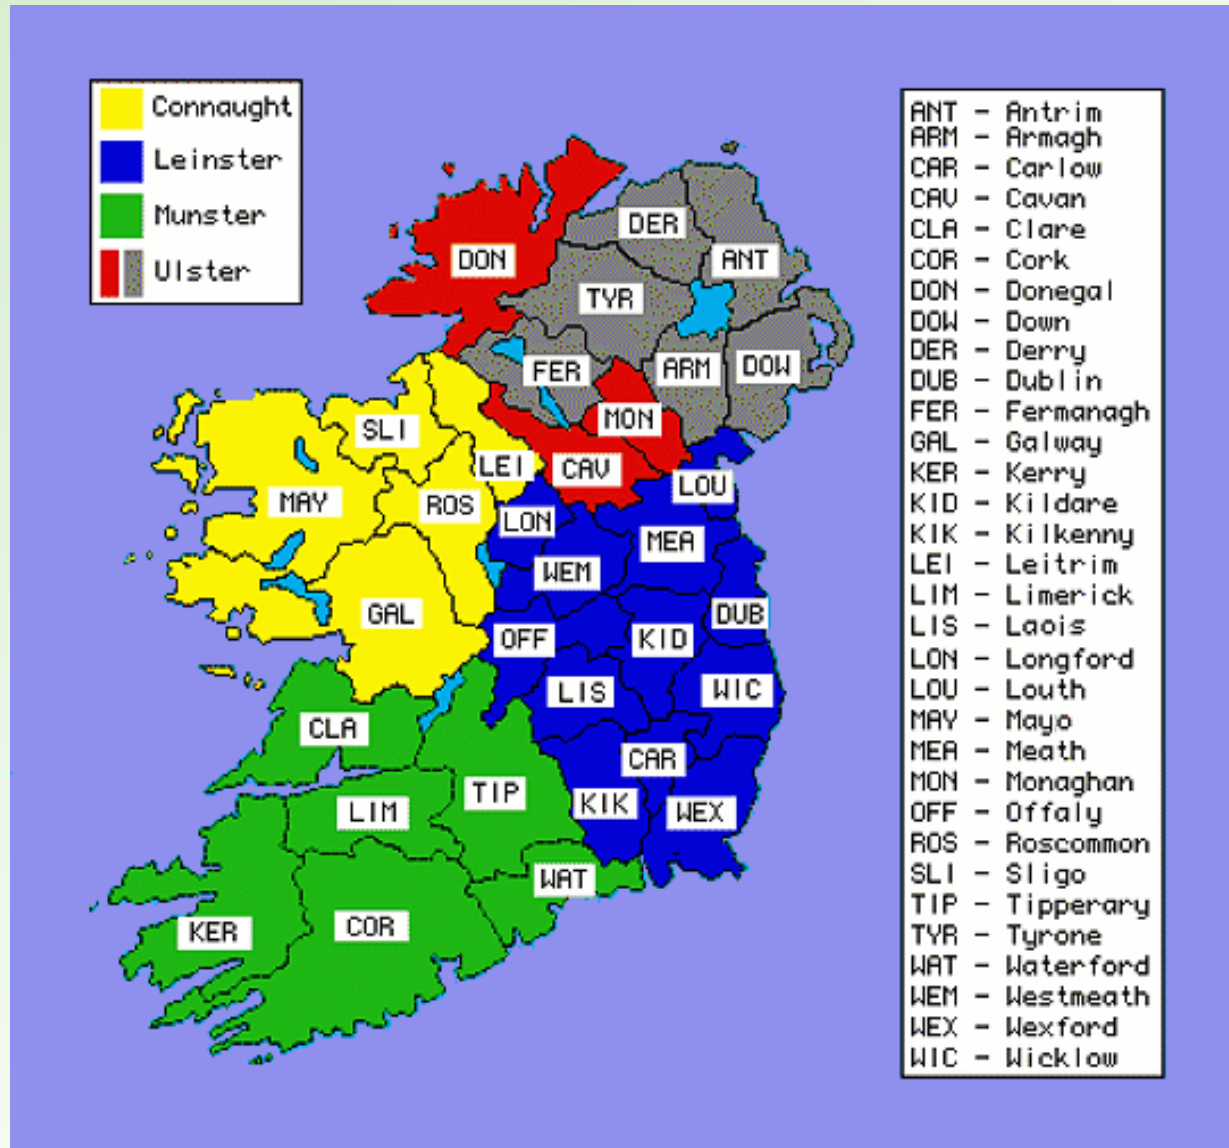 Connaught
Leinster
Munster
Ulster
ANT - Antrim
ARM - Armagh
CAR - Carlow
CAV - Cavan
CLA - Clare
COR - Cork
DON - Donegal
DOW - Down
DER - Derry
DUB - Dublin
FER - Fermanagh
GAL - Galway
KER - Kerry
KID - Kildare
KIK - Kilkenny
LEI - Leitrim
LIM - Limerick
LIS - Laois
LON - Longford
LOU - Louth
MAY - Mayo
MEA - Meath
MON - Monaghan
OFF - Offaly
ROS - Roscommon
SLI - Sligo
TIP - Tipperary
TYR - Tyrone
WAT - Waterford
WEM - Westmeath
WEX - Wexford
WIC - Wicklow
DER
DON
ANT
TYR
FER
ARM
DOW
MON
SLI
LEI
CAV
LOU
MAY
ROS
LON
MEA
WEM
GAL
OFF
KID
DUB
LIS
WIC
CLA
CAR
TIP
KIK
LIM
WEX
WAT
KER
COR